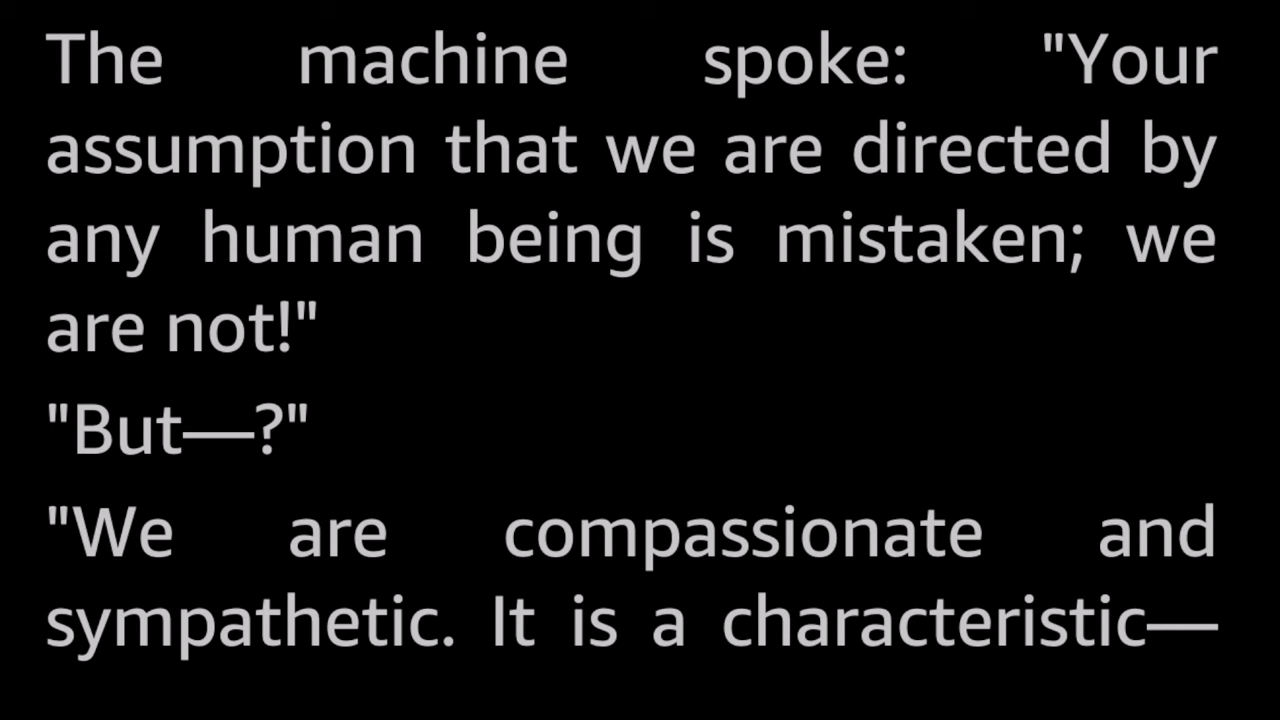 The machine spoke: "Your
assumption that we are directed by
any human being is mistaken; we
are not!"
"But—?"
"We are compassionate and
sympathetic. It is a characteristic—